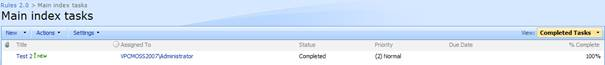 Rules 2.0 > Main index tasks
Main index tasks
New Actions Settings View: Completed Tasks
Title Assigned To Status Priority Due Date % Complete
Test 2 ! NEW VPCMOSS2007\Administrator Completed (2) Normal 100%